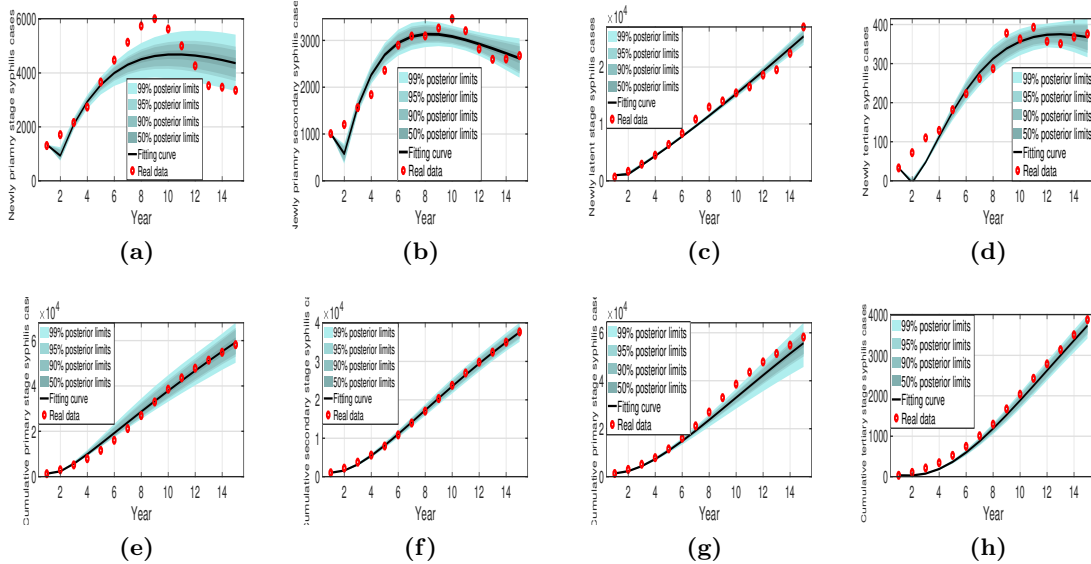 Newly priamry stage syphilis cases
6000
4000
2000
0
99% posterior limits
95% posterior limits
90% posterior limits
50% posterior limits
Fitting curve
Real data
2 4 6 8 10 12 14
Year
(a)
Newly priamry secondary syphilis cases
3000
2000
1000
0
99% posterior limits
95% posterior limits
90% posterior limits
50% posterior limits
Fitting curve
Real data
2 4 6 8 10 12 14
Year
(b)
Newly latent stage syphilis cases
×10⁴
2
1
0
99% posterior limits
95% posterior limits
90% posterior limits
50% posterior limits
Fitting curve
Real data
2 4 6 8 10 12 14
Year
(c)
Newly tertiary syphilis cases
400
300
200
100
0
99% posterior limits
95% posterior limits
90% posterior limits
50% posterior limits
Fitting curve
Real data
2 4 6 8 10 12 14
Year
(d)
Cumulative primary stage syphilis cases
×10⁴
6
4
2
0
99% posterior limits
95% posterior limits
90% posterior limits
50% posterior limits
Fitting curve
Real data
2 4 6 8 10 12 14
Year
(e)
Cumulative secondary stage syphilis cases
×10⁴
4
3
2
1
0
99% posterior limits
95% posterior limits
90% posterior limits
50% posterior limits
Fitting curve
Real data
2 4 6 8 10 12 14
Year
(f)
Cumulative primary stage syphilis cases
×10⁴
6
4
2
0
99% posterior limits
95% posterior limits
90% posterior limits
50% posterior limits
Fitting curve
Real data
2 4 6 8 10 12 14
Year
(g)
Cumulative tertiary stage syphilis cases
4000
3000
2000
1000
0
99% posterior limits
95% posterior limits
90% posterior limits
50% posterior limits
Fitting curve
Real data
2 4 6 8 10 12 14
Year
(h)